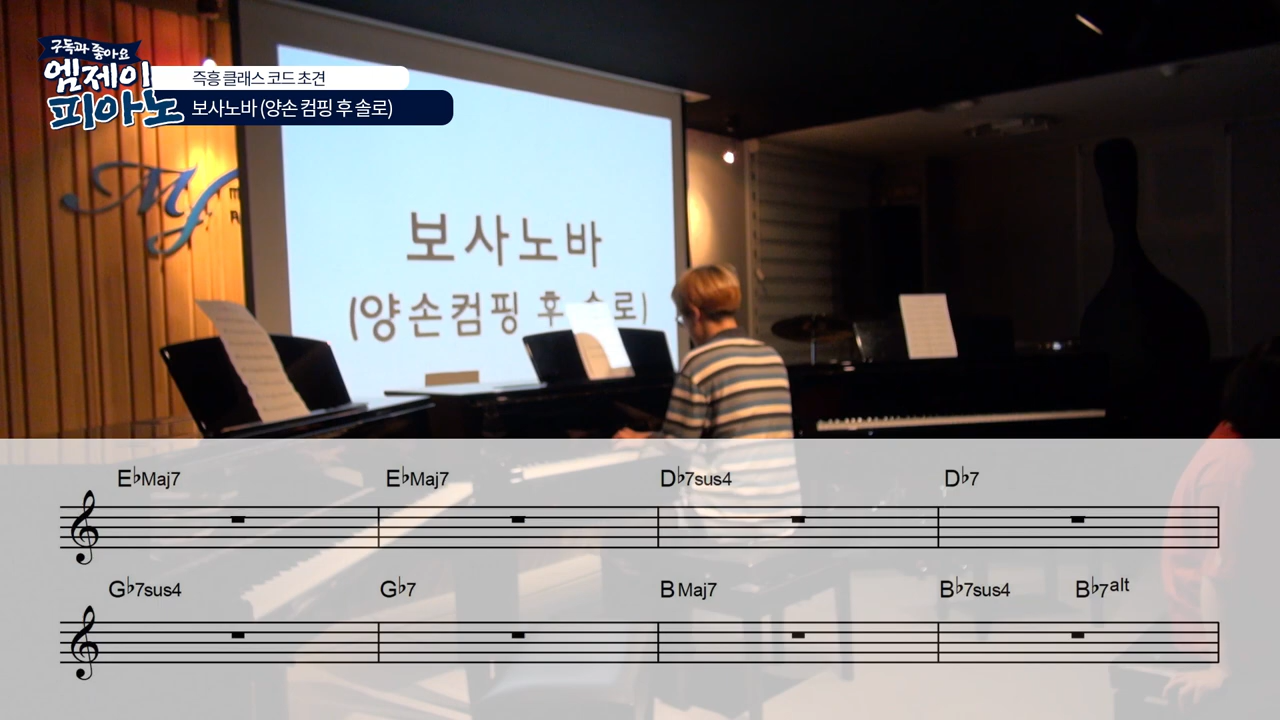 구독과 좋아요
엠제이
피아노
즉흥 클래스 코드 초견
보사노바 (양손 컴핑 후 솔로)
보사노바
(양손컴핑 후 솔로)
E♭Maj7 E♭Maj7 D♭7sus4 D♭7
G♭7sus4 G♭7 B Maj7 B♭7sus4 B♭7alt